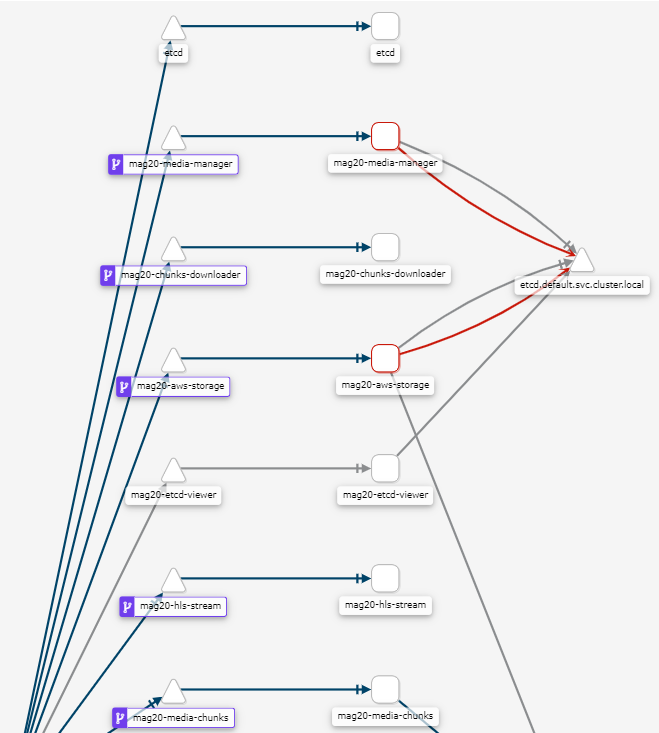 etcd
etcd
mag20-media-manager
mag20-media-manager
mag20-chunks-downloader
mag20-chunks-downloader
etcd.default.svc.cluster.local
mag20-aws-storage
mag20-aws-storage
mag20-etcd-viewer
mag20-etcd-viewer
mag20-hls-stream
mag20-hls-stream
mag20-media-chunks
mag20-media-chunks